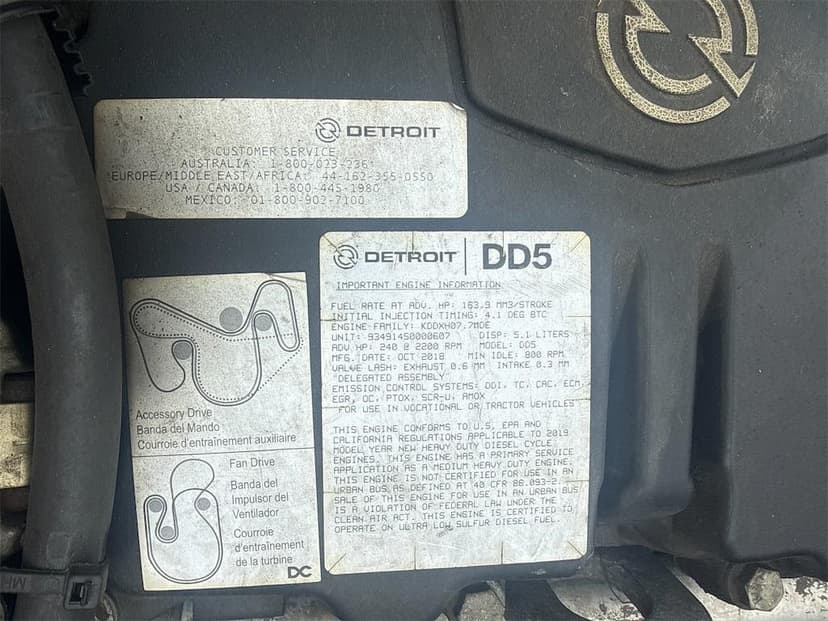 DETROIT
CUSTOMER SERVICE
AUSTRALIA: 1-800-033-236
EUROPE/MIDDLE EAST/AFRICA: 44-162-355-0550
USA / CANADA: 1-800-445-1980
MEXICO: 01-800-902-7100
DETROIT DD5
IMPORTANT ENGINE INFORMATION
FUEL RATE AT ADV. HP: 163.9 MM3/STROKE
INITIAL INJECTION TIMING: 4.1 DEG BTC
ENGINE FAMILY: KDDXH07.7MDE
UNIT: 934914S0000607 DISP: 5.1 LITERS
ADV HP: 240 @ 2200 RPM MODEL: DD5
MFG. DATE: OCT 2018 MIN IDLE: 800 RPM
VALVE LASH: EXHAUST 0.6 MM INTAKE 0.3 MM
"DELEGATED ASSEMBLY"
EMISSION CONTROL SYSTEMS: DDI, TC, CAC, ECM,
EGR, OC, PTOX, SCR-U, AMOX
FOR USE IN VOCATIONAL OR TRACTOR VEHICLES
THIS ENGINE CONFORMS TO U.S. EPA AND
CALIFORNIA REGULATIONS APPLICABLE TO 2019
MODEL YEAR NEW HEAVY DUTY DIESEL CYCLE
ENGINES. THIS ENGINE HAS A PRIMARY SERVICE
APPLICATION AS A MEDIUM HEAVY DUTY ENGINE.
THIS ENGINE IS NOT CERTIFIED FOR USE IN AN
URBAN BUS AS DEFINED AT 40 CFR 86.093-2.
SALE OF THIS ENGINE FOR USE IN AN URBAN BUS
IS A VIOLATION OF FEDERAL LAW UNDER THE
CLEAN AIR ACT. THIS ENGINE IS CERTIFIED TO
OPERATE ON ULTRA LOW SULFUR DIESEL FUEL.
Accessory Drive
Banda del Mando
Courroie d'entraînement auxiliaire
Fan Drive
Banda del
Impulsor del
Ventilador
Courroie
d'entraînement
de la turbine
DC